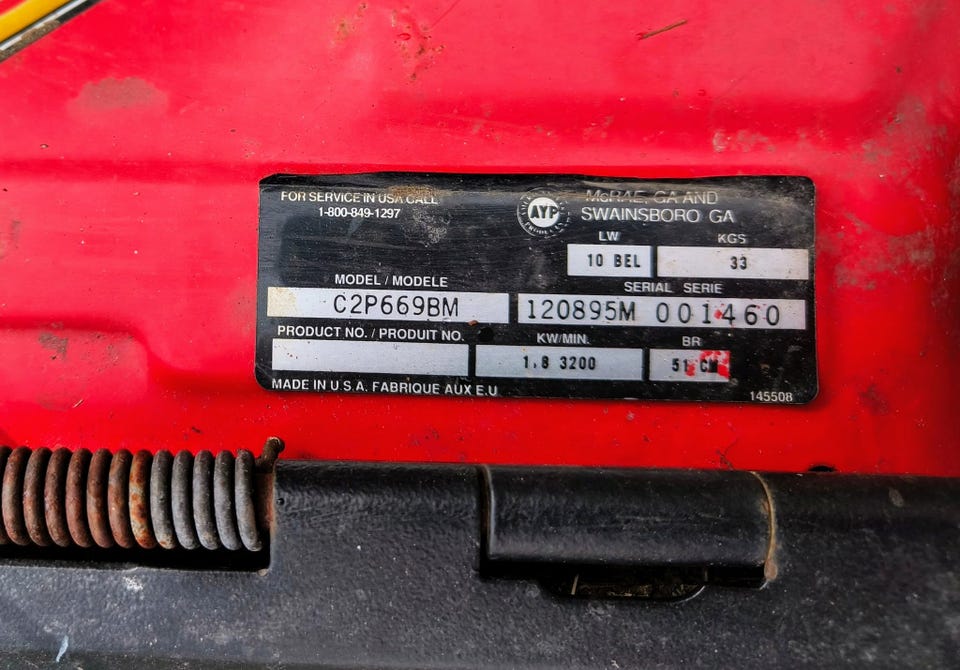 FOR SERVICE IN USA CALL
1-800-849-1297
AYP
McRAE, GA AND
SWAINSBORO GA
LW KGS
10 BEL 33
MODEL / MODELE SERIAL SERIE
C2P669BM 120895M 001460
PRODUCT NO. / PRODUIT NO. KW/MIN. BR
1.8 3200 51 CM
MADE IN U.S.A. FABRIQUE AUX E.U
145508